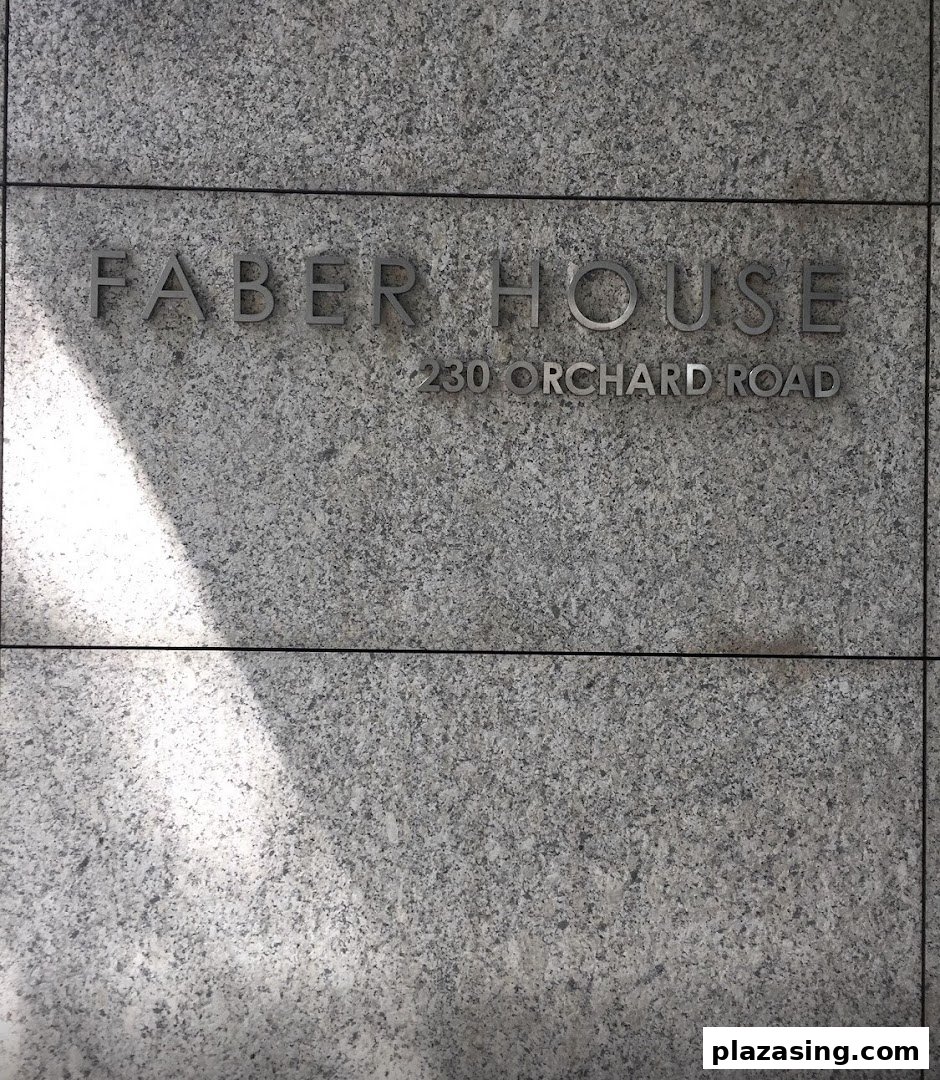 FABER HOUSE
230 ORCHARD ROAD
plazasing.com